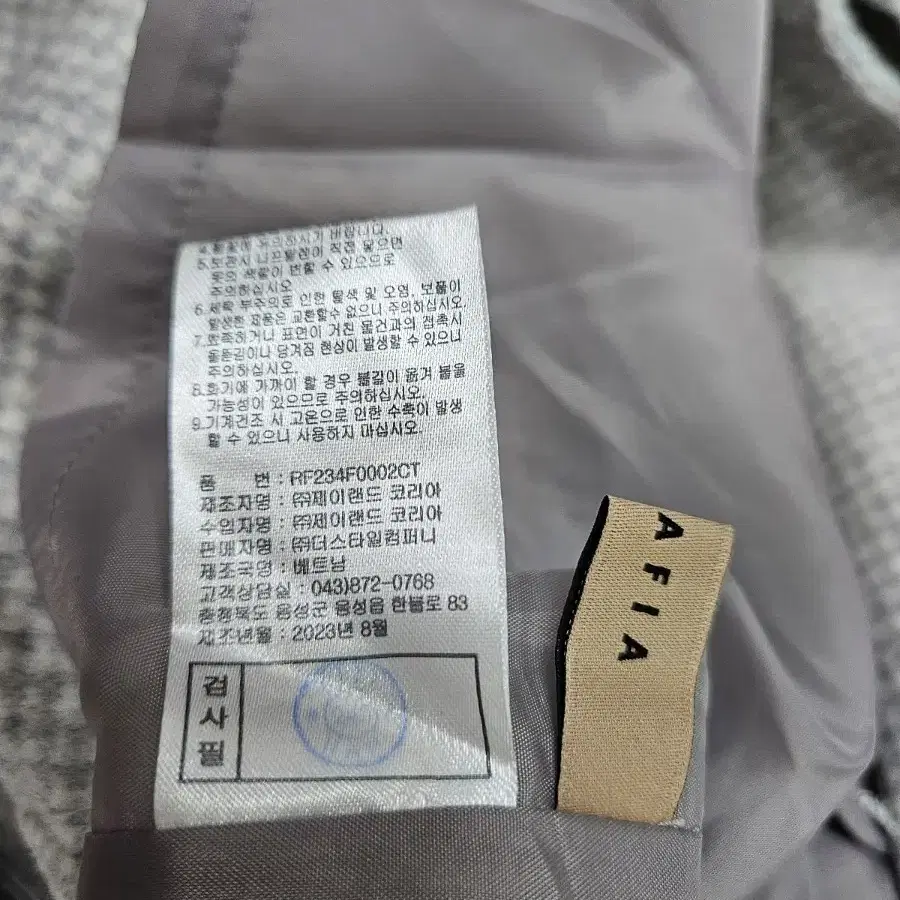 4.황포에 주의하시기 바랍니다.
5.보관시 나프탈렌이 직접 닿으면
돈의 색깔이 변할 수 있으므로
주의하십시오
6.세탁 부주의로 인한 탈색 및 오염, 보풀이
발생한 제품은 교환할수 없으니 주의하십시오.
7.만족하거나 표면이 거친 물건과의 접촉시
올뜯김이나 당겨짐 현상이 발생할 수 있으니
주의하십시오.
8.화기에 가까이 할 경우 불길이 옮겨 붙을
가능성이 있으므로 주의하십시오.
9.기계건조 시 고온으로 인한 수축이 발생
할 수 있으니 사용하지 마십시오.
품 번 : RF234F0002CT
제조자명 : ㈜제이랜드 코리아
수입자명 : ㈜제이랜드 코리아
판매자명 : ㈜더스타일컴퍼니
제조국명 : 베트남
고객상담실 : 043)872-0768
충청북도 음성군 음성읍 한불로 83
제조년월 : 2023년 8월
검사필
AFIA